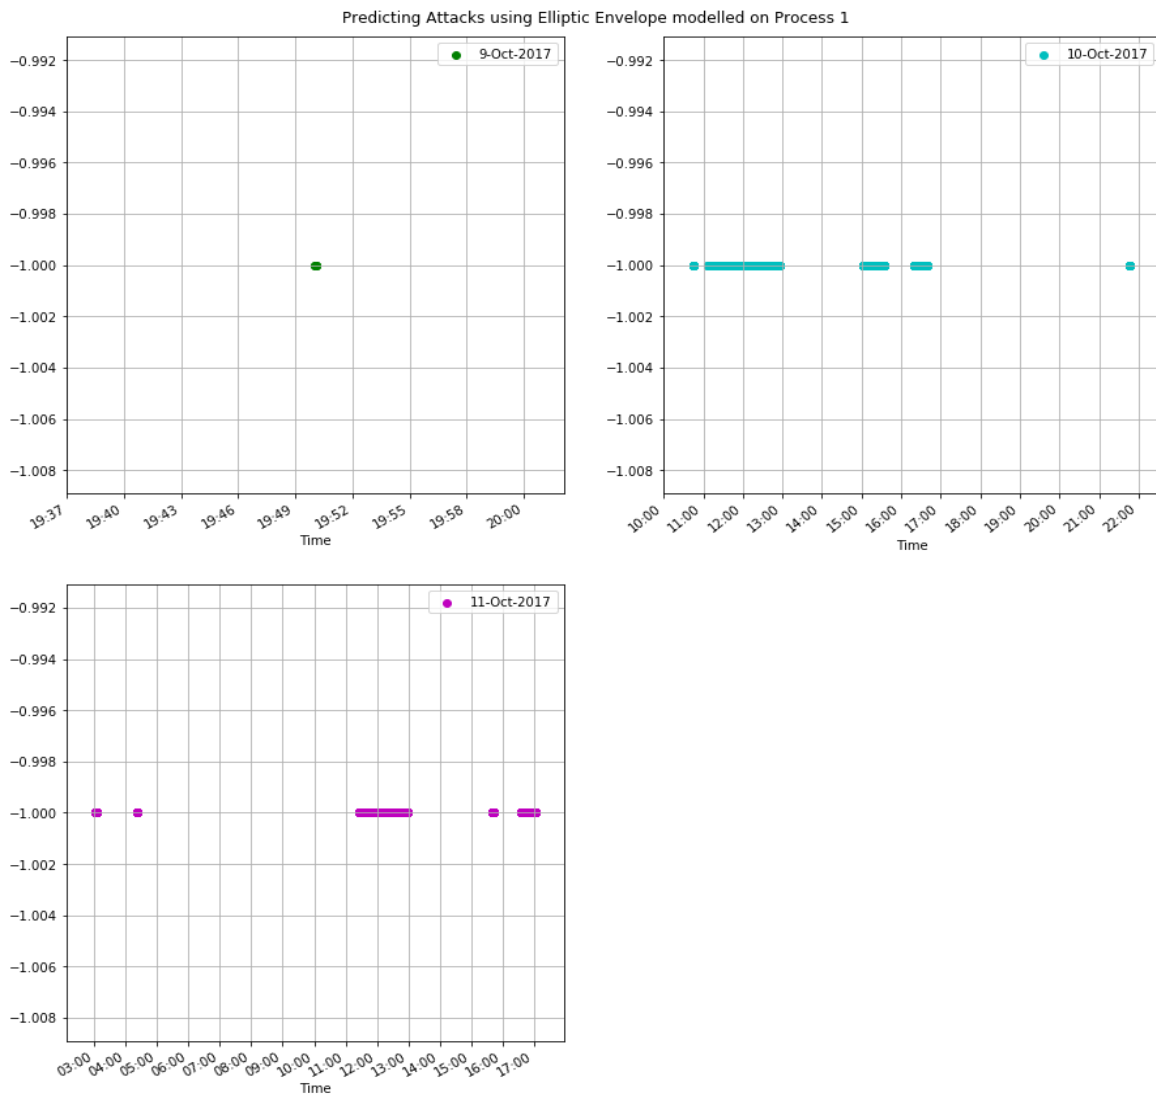 Predicting Attacks using Elliptic Envelope modelled on Process 1
9-Oct-2017
−0.992
−0.994
−0.996
−0.998
−1.000
−1.002
−1.004
−1.006
−1.008
19:37 19:40 19:43 19:46 19:49 19:52 19:55 19:58 20:00
Time
10-Oct-2017
−0.992
−0.994
−0.996
−0.998
−1.000
−1.002
−1.004
−1.006
−1.008
10:00 11:00 12:00 13:00 14:00 15:00 16:00 17:00 18:00 19:00 20:00 21:00 22:00
Time
11-Oct-2017
−0.992
−0.994
−0.996
−0.998
−1.000
−1.002
−1.004
−1.006
−1.008
03:00 04:00 05:00 06:00 07:00 08:00 09:00 10:00 11:00 12:00 13:00 14:00 15:00 16:00 17:00
Time